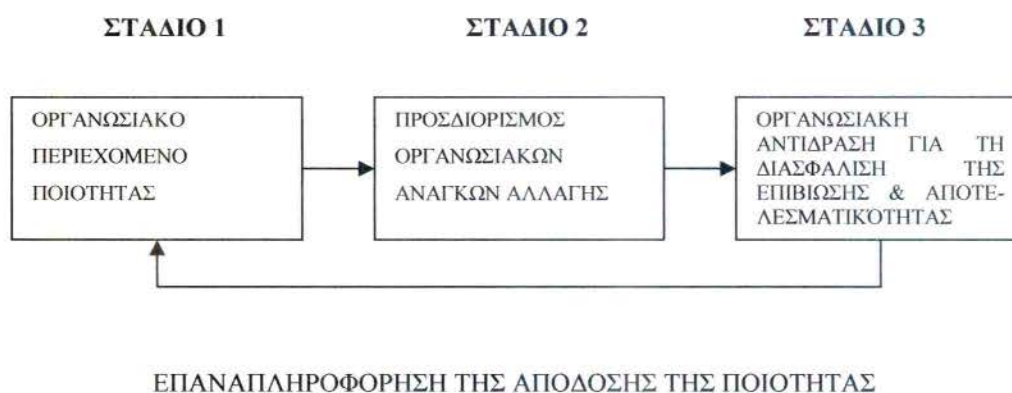 ΣΤΑΔΙΟ 1
ΣΤΑΔΙΟ 2
ΣΤΑΔΙΟ 3
ΟΡΓΑΝΩΣΙΑΚΟ
ΠΕΡΙΕΧΟΜΕΝΟ
ΠΟΙΟΤΗΤΑΣ
ΠΡΟΣΔΙΟΡΙΣΜΟΣ
ΟΡΓΑΝΩΣΙΑΚΩΝ
ΑΝΑΓΚΩΝ ΑΛΛΑΓΗΣ
ΟΡΓΑΝΩΣΙΑΚΗ
ΑΝΤΙΔΡΑΣΗ ΓΙΑ ΤΗ
ΔΙΑΣΦΑΛΙΣΗ ΤΗΣ
ΕΠΙΒΙΩΣΗΣ & ΑΠΟΤΕ-
ΛΕΣΜΑΤΙΚΌΤΗΤΑΣ
ΕΠΑΝΑΠΛΗΡΟΦΟΡΗΣΗ ΤΗΣ ΑΠΟΔΟΣΗΣ ΤΗΣ ΠΟΙΟΤΗΤΑΣ